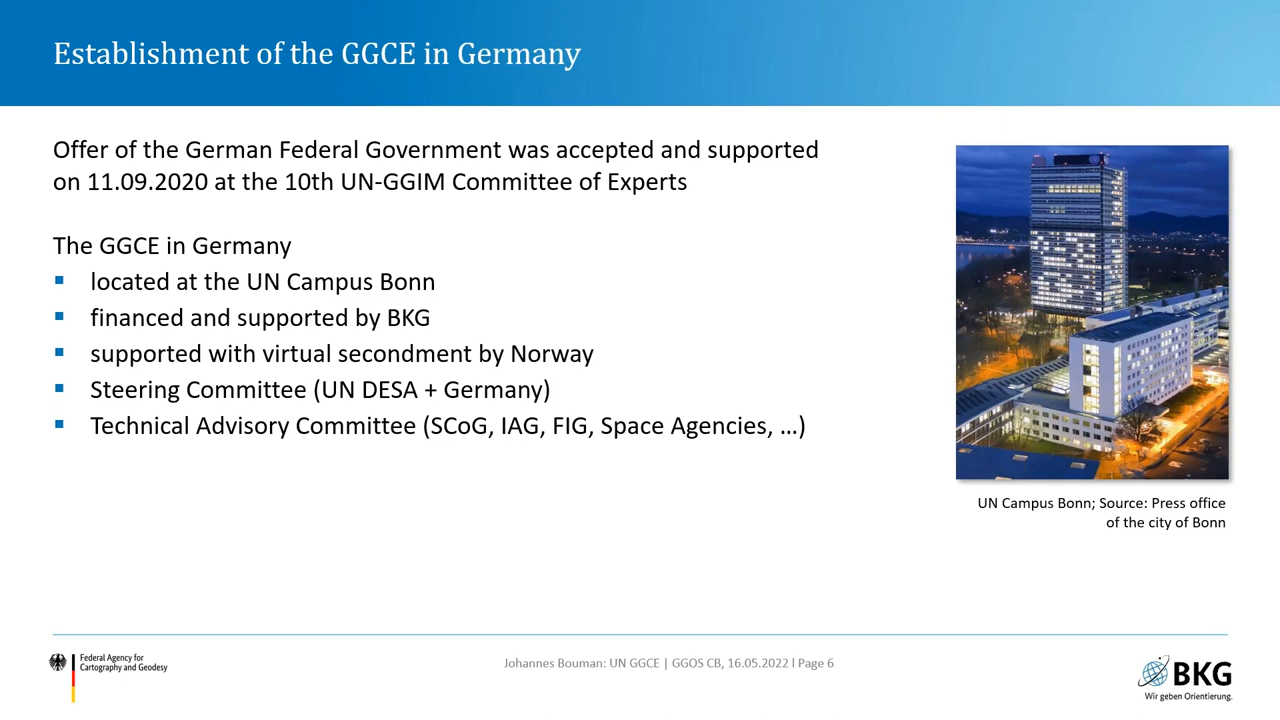 Establishment of the GGCE in Germany
Offer of the German Federal Government was accepted and supported
on 11.09.2020 at the 10th UN-GGIM Committee of Experts
The GGCE in Germany
▪ located at the UN Campus Bonn
▪ financed and supported by BKG
▪ supported with virtual secondment by Norway
▪ Steering Committee (UN DESA + Germany)
▪ Technical Advisory Committee (SCoG, IAG, FIG, Space Agencies, …)
UN Campus Bonn; Source: Press office
of the city of Bonn
Federal Agency for
Cartography and Geodesy
Johannes Bouman: UN GGCE | GGOS CB, 16.05.2022 l Page 6
BKG
Wir geben Orientierung.